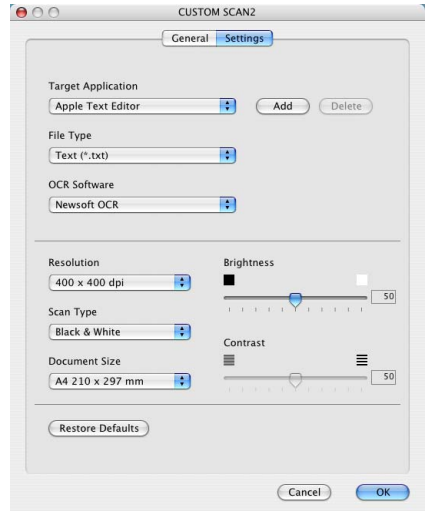 CUSTOM SCAN2
General Settings
Target Application
Apple Text Editor Add Delete
File Type
Text (*.txt)
OCR Software
Newsoft OCR
Resolution
400 x 400 dpi
Scan Type
Black & White
Document Size
A4 210 x 297 mm
Brightness
50
Contrast
50
Restore Defaults
Cancel OK